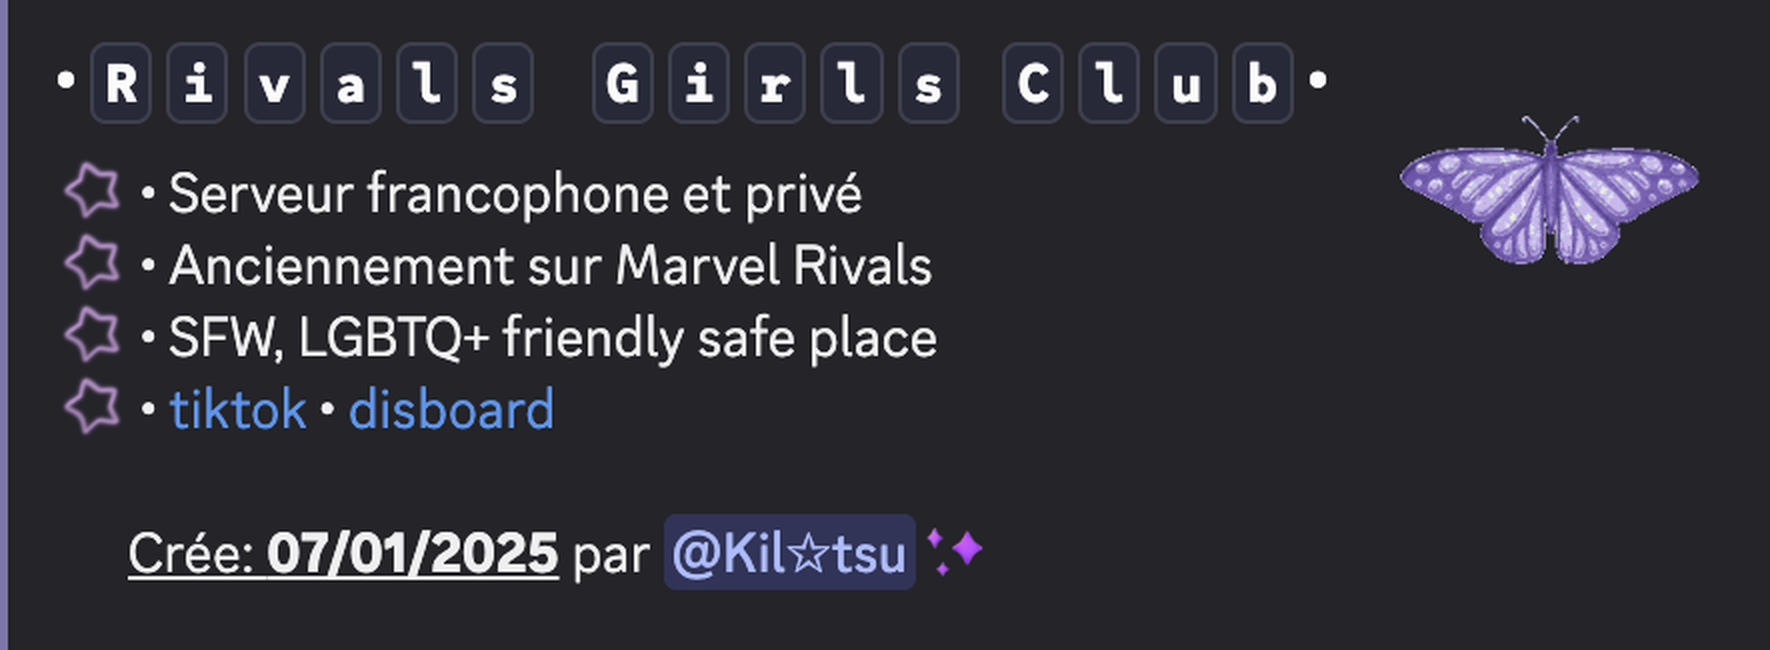 • Rivals Girls Club •
• Serveur francophone et privé
• Anciennement sur Marvel Rivals
• SFW, LGBTQ+ friendly safe place
• tiktok • disboard
Crée: 07/01/2025 par @Kil☆tsu